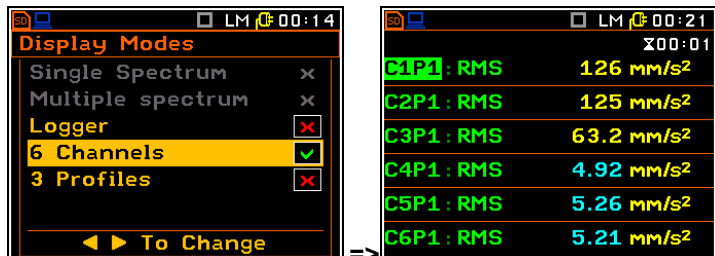 SD LM 00:14
Display Modes
Single Spectrum ×
Multiple spectrum ×
Logger
6 Channels
3 Profiles
◀ ▶ To Change
=>
SD LM 00:21
00:01
C1P1:RMS 126 mm/s²
C2P1:RMS 125 mm/s²
C3P1:RMS 63.2 mm/s²
C4P1:RMS 4.92 mm/s²
C5P1:RMS 5.26 mm/s²
C6P1:RMS 5.21 mm/s²